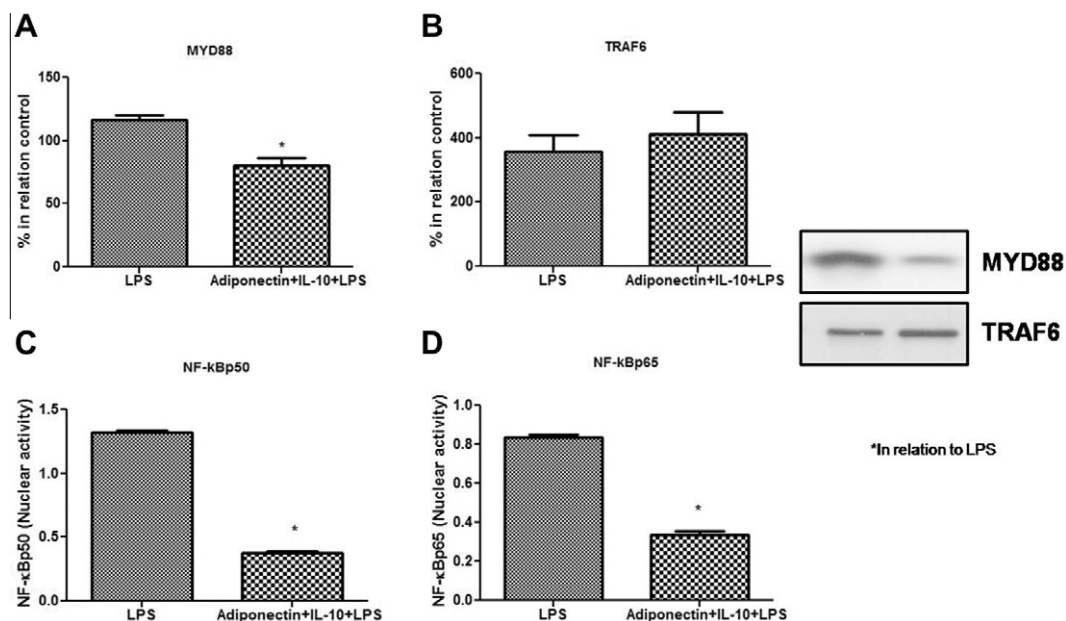 A
MYD88
% in relation control
150
100
50
0
*
LPS
Adiponectin+IL-10+LPS
B
TRAF6
% in relation control
600
400
200
0
LPS
Adiponectin+IL-10+LPS
MYD88
TRAF6
C
NF-kBp50
NF-κBp50 (Nuclear activity)
1.5
1.0
0.5
0.0
*
LPS
Adiponectin+IL-10+LPS
D
NF-kBp65
NF-κBp65 (Nuclear activity)
1.0
0.8
0.6
0.4
0.2
0.0
*
LPS
Adiponectin+IL-10+LPS
*In relation to LPS